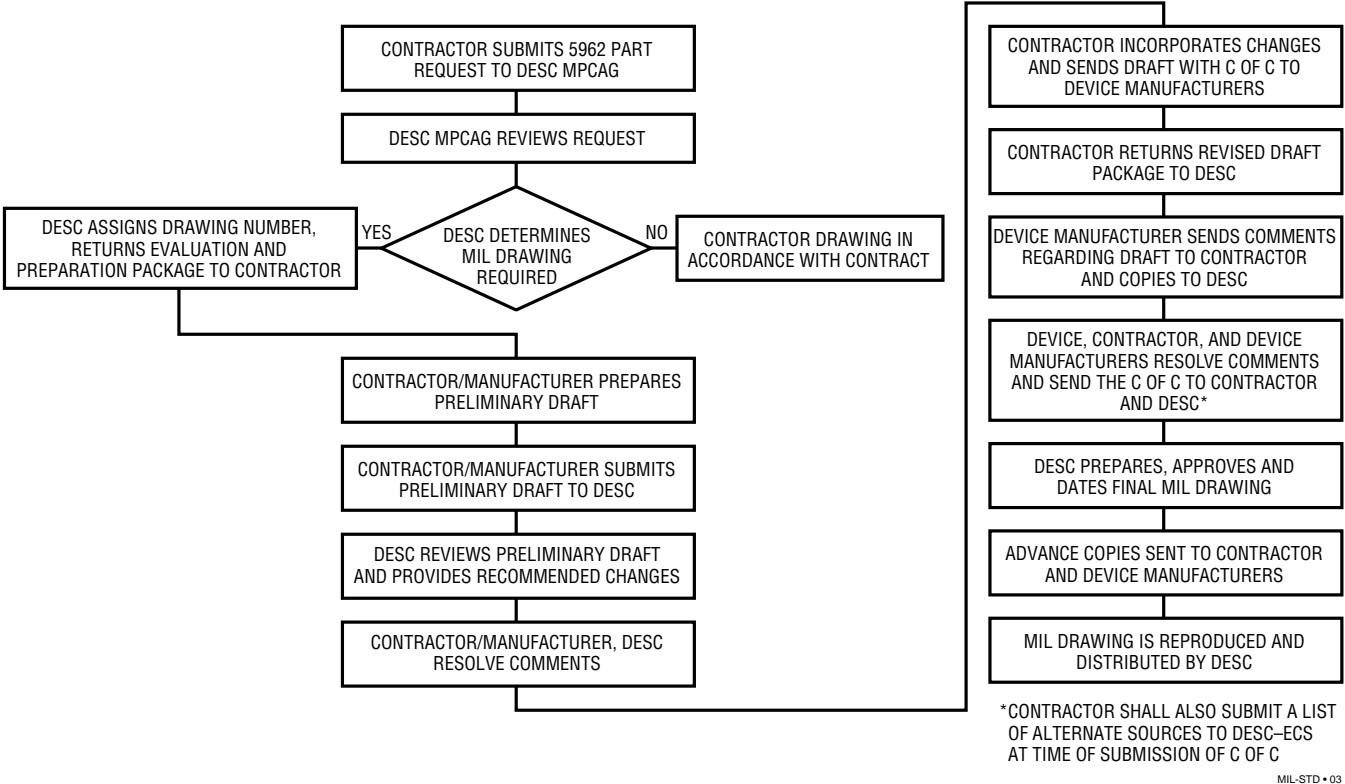 CONTRACTOR SUBMITS 5962 PART
REQUEST TO DESC MPCAG
DESC MPCAG REVIEWS REQUEST
DESC DETERMINES
MIL DRAWING
REQUIRED
YES
NO
DESC ASSIGNS DRAWING NUMBER,
RETURNS EVALUATION AND
PREPARATION PACKAGE TO CONTRACTOR
CONTRACTOR DRAWING IN
ACCORDANCE WITH CONTRACT
CONTRACTOR/MANUFACTURER PREPARES
PRELIMINARY DRAFT
CONTRACTOR/MANUFACTURER SUBMITS
PRELIMINARY DRAFT TO DESC
DESC REVIEWS PRELIMINARY DRAFT
AND PROVIDES RECOMMENDED CHANGES
CONTRACTOR/MANUFACTURER, DESC
RESOLVE COMMENTS
CONTRACTOR INCORPORATES CHANGES
AND SENDS DRAFT WITH C OF C TO
DEVICE MANUFACTURERS
CONTRACTOR RETURNS REVISED DRAFT
PACKAGE TO DESC
DEVICE MANUFACTURER SENDS COMMENTS
REGARDING DRAFT TO CONTRACTOR
AND COPIES TO DESC
DEVICE, CONTRACTOR, AND DEVICE
MANUFACTURERS RESOLVE COMMENTS
AND SEND THE C OF C TO CONTRACTOR
AND DESC*
DESC PREPARES, APPROVES AND
DATES FINAL MIL DRAWING
ADVANCE COPIES SENT TO CONTRACTOR
AND DEVICE MANUFACTURERS
MIL DRAWING IS REPRODUCED AND
DISTRIBUTED BY DESC
*CONTRACTOR SHALL ALSO SUBMIT A LIST
OF ALTERNATE SOURCES TO DESC–ECS
AT TIME OF SUBMISSION OF C OF C
MIL-STD • 03